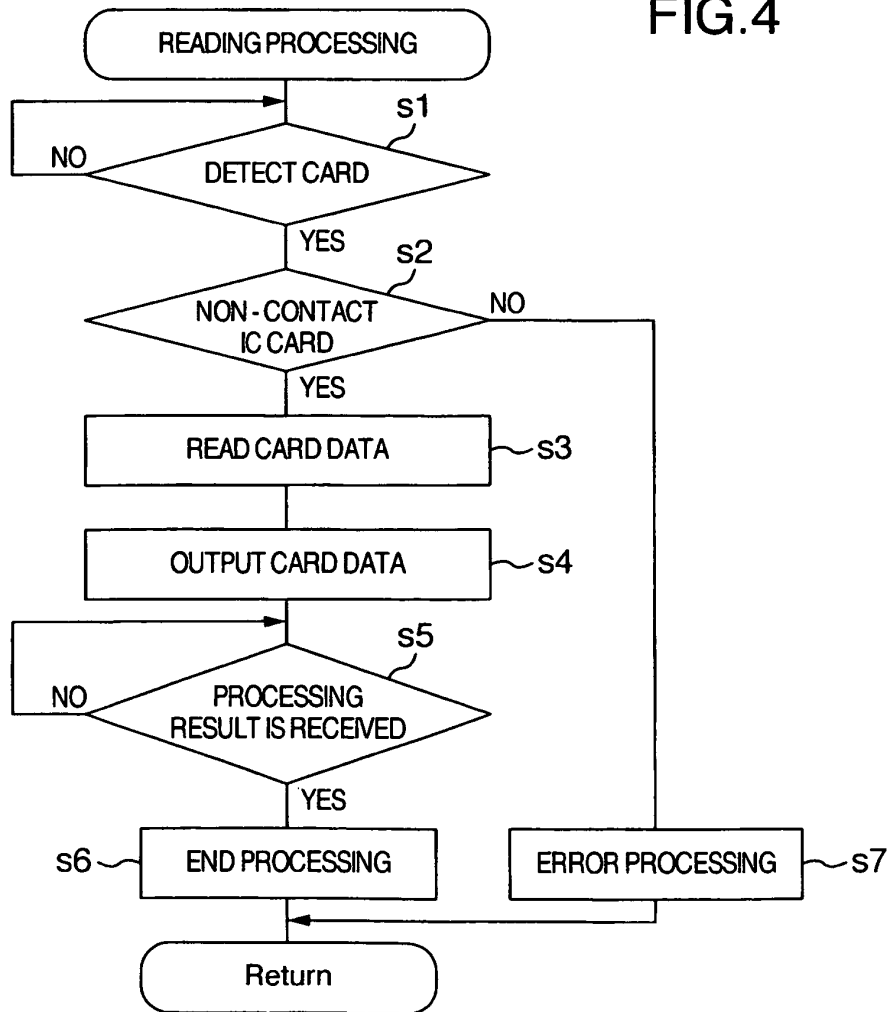 FIG.4
READING PROCESSING
s1
NO
DETECT CARD
YES
s2
NON-CONTACT
IC CARD
NO
YES
READ CARD DATA
s3
OUTPUT CARD DATA
s4
s5
NO
PROCESSING
RESULT IS RECEIVED
YES
s6
END PROCESSING
ERROR PROCESSING
s7
Return